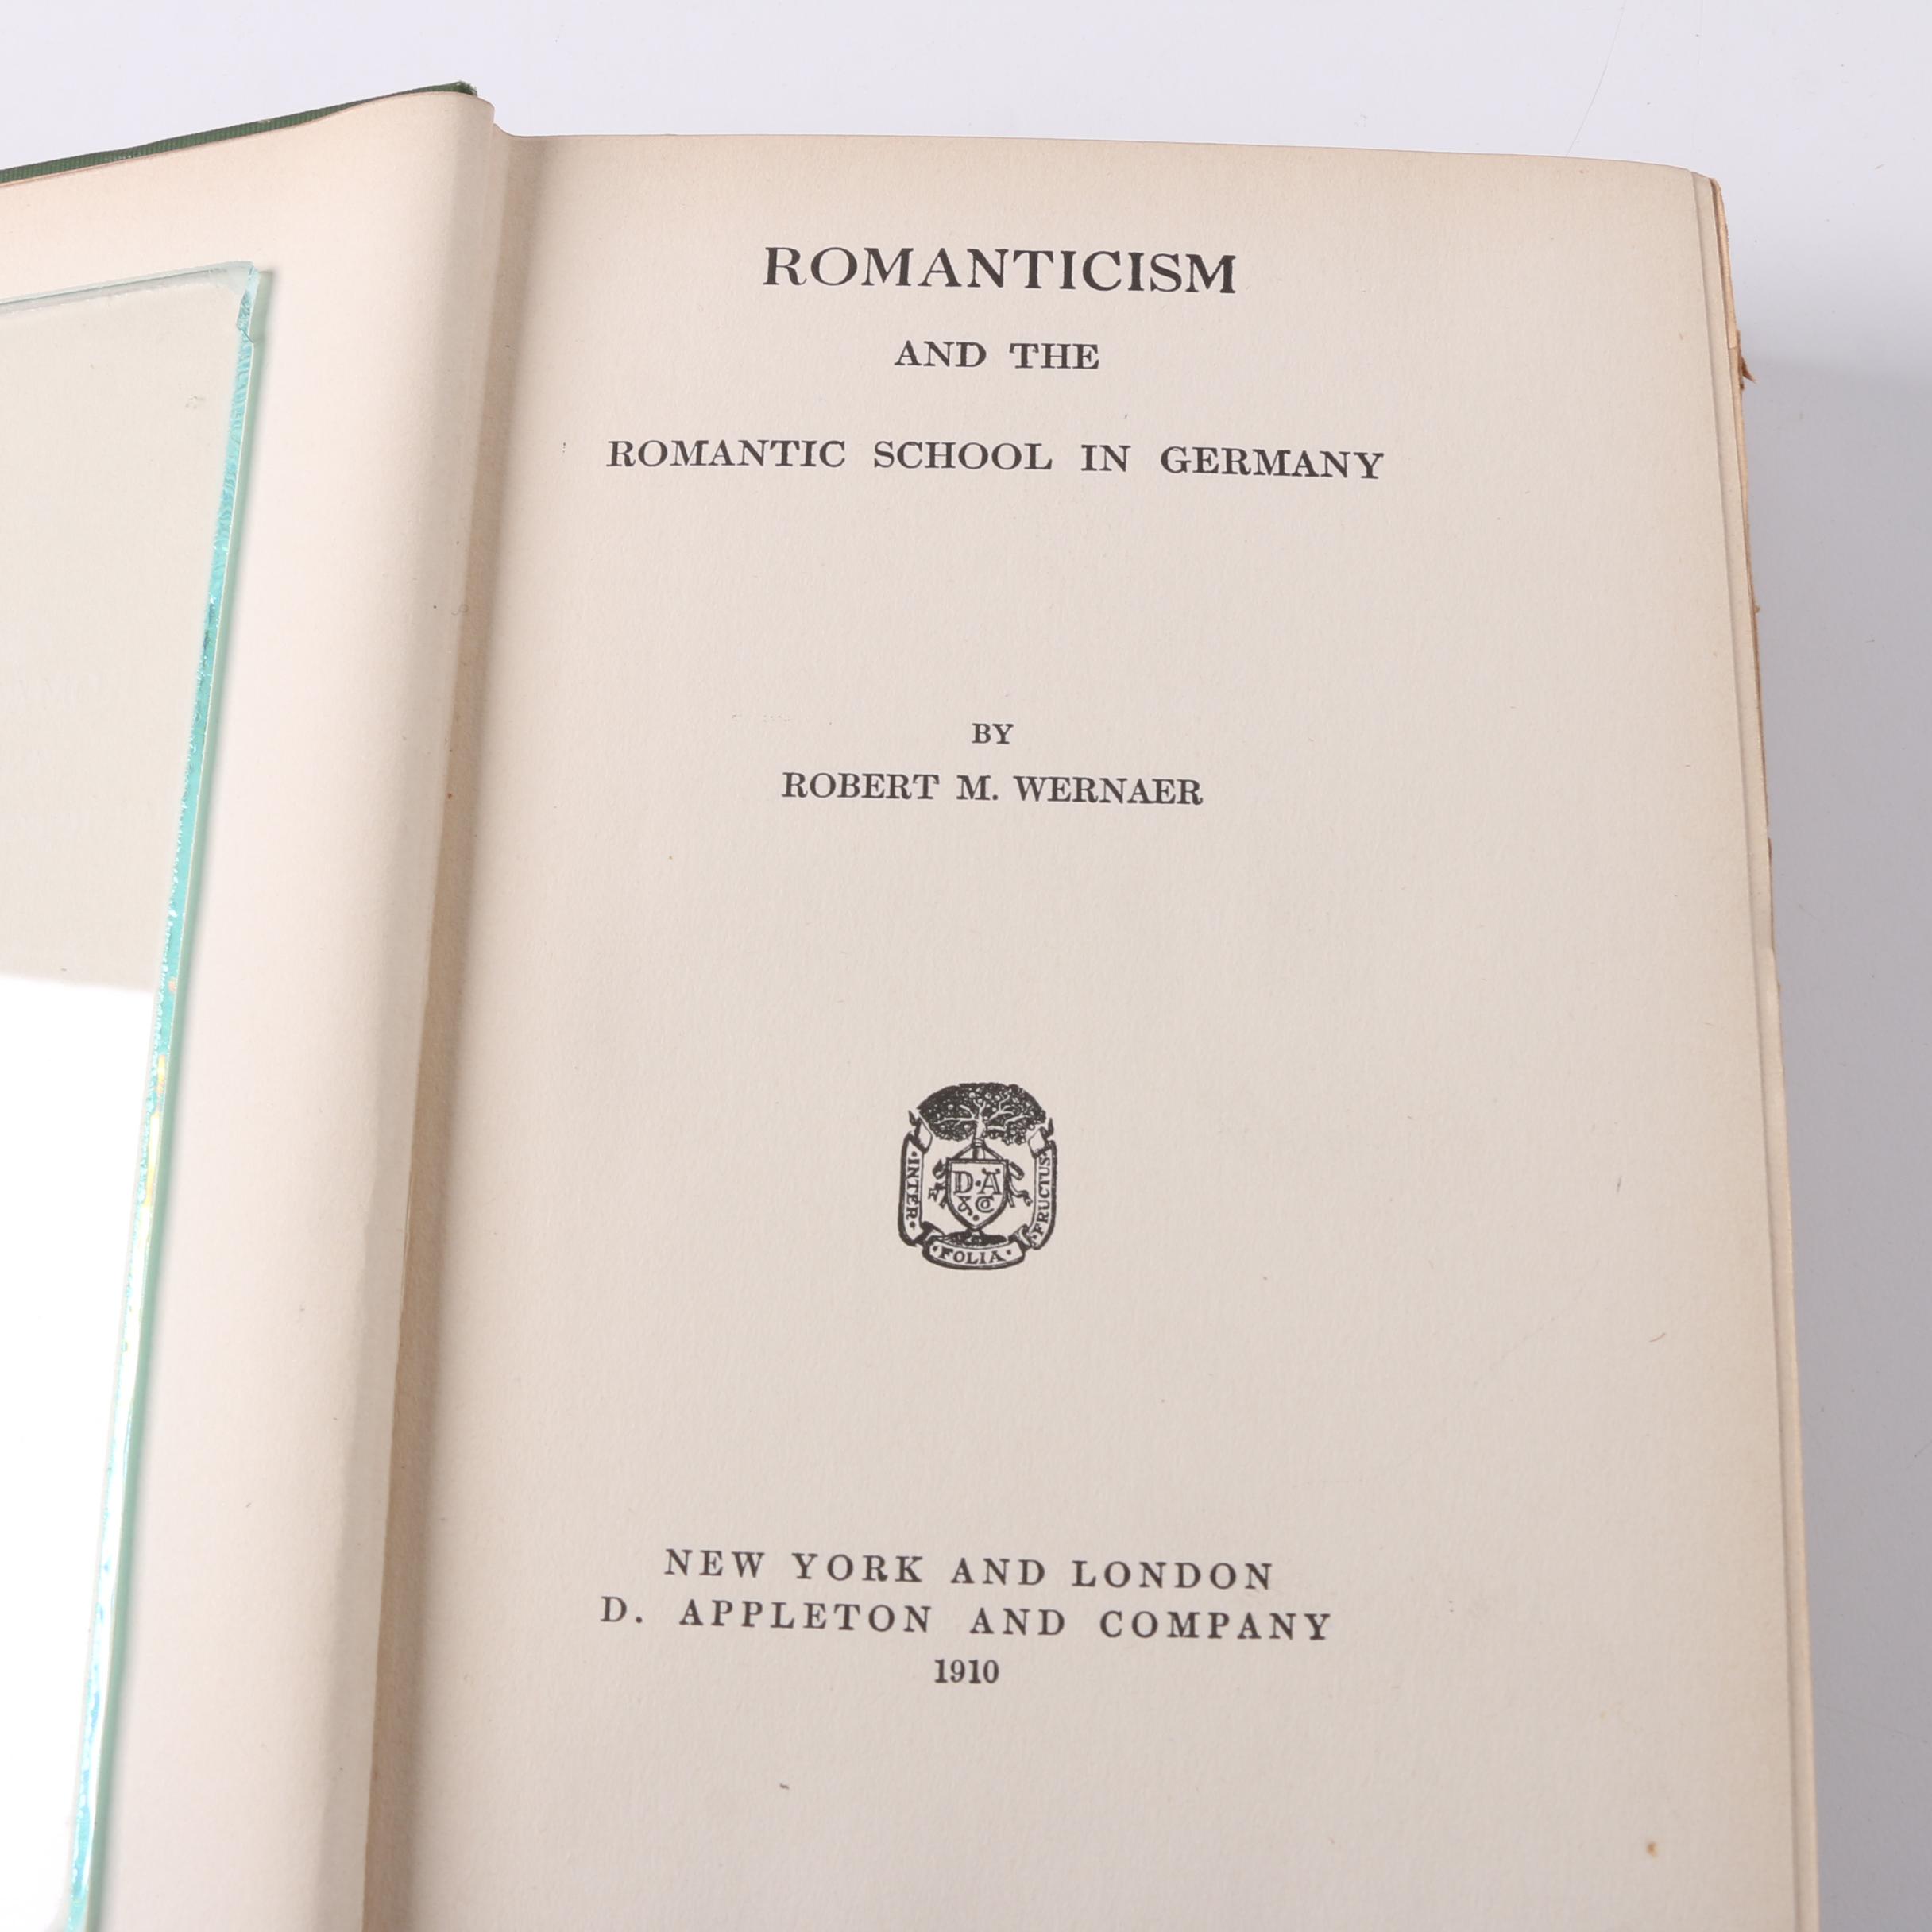 ROMANTICISM
AND THE
ROMANTIC SCHOOL IN GERMANY
BY
ROBERT M. WERNAER
·INTER·
D·A
& Co
·FOLIA·
·FRUCTUS·
NEW YORK AND LONDON
D. APPLETON AND COMPANY
1910